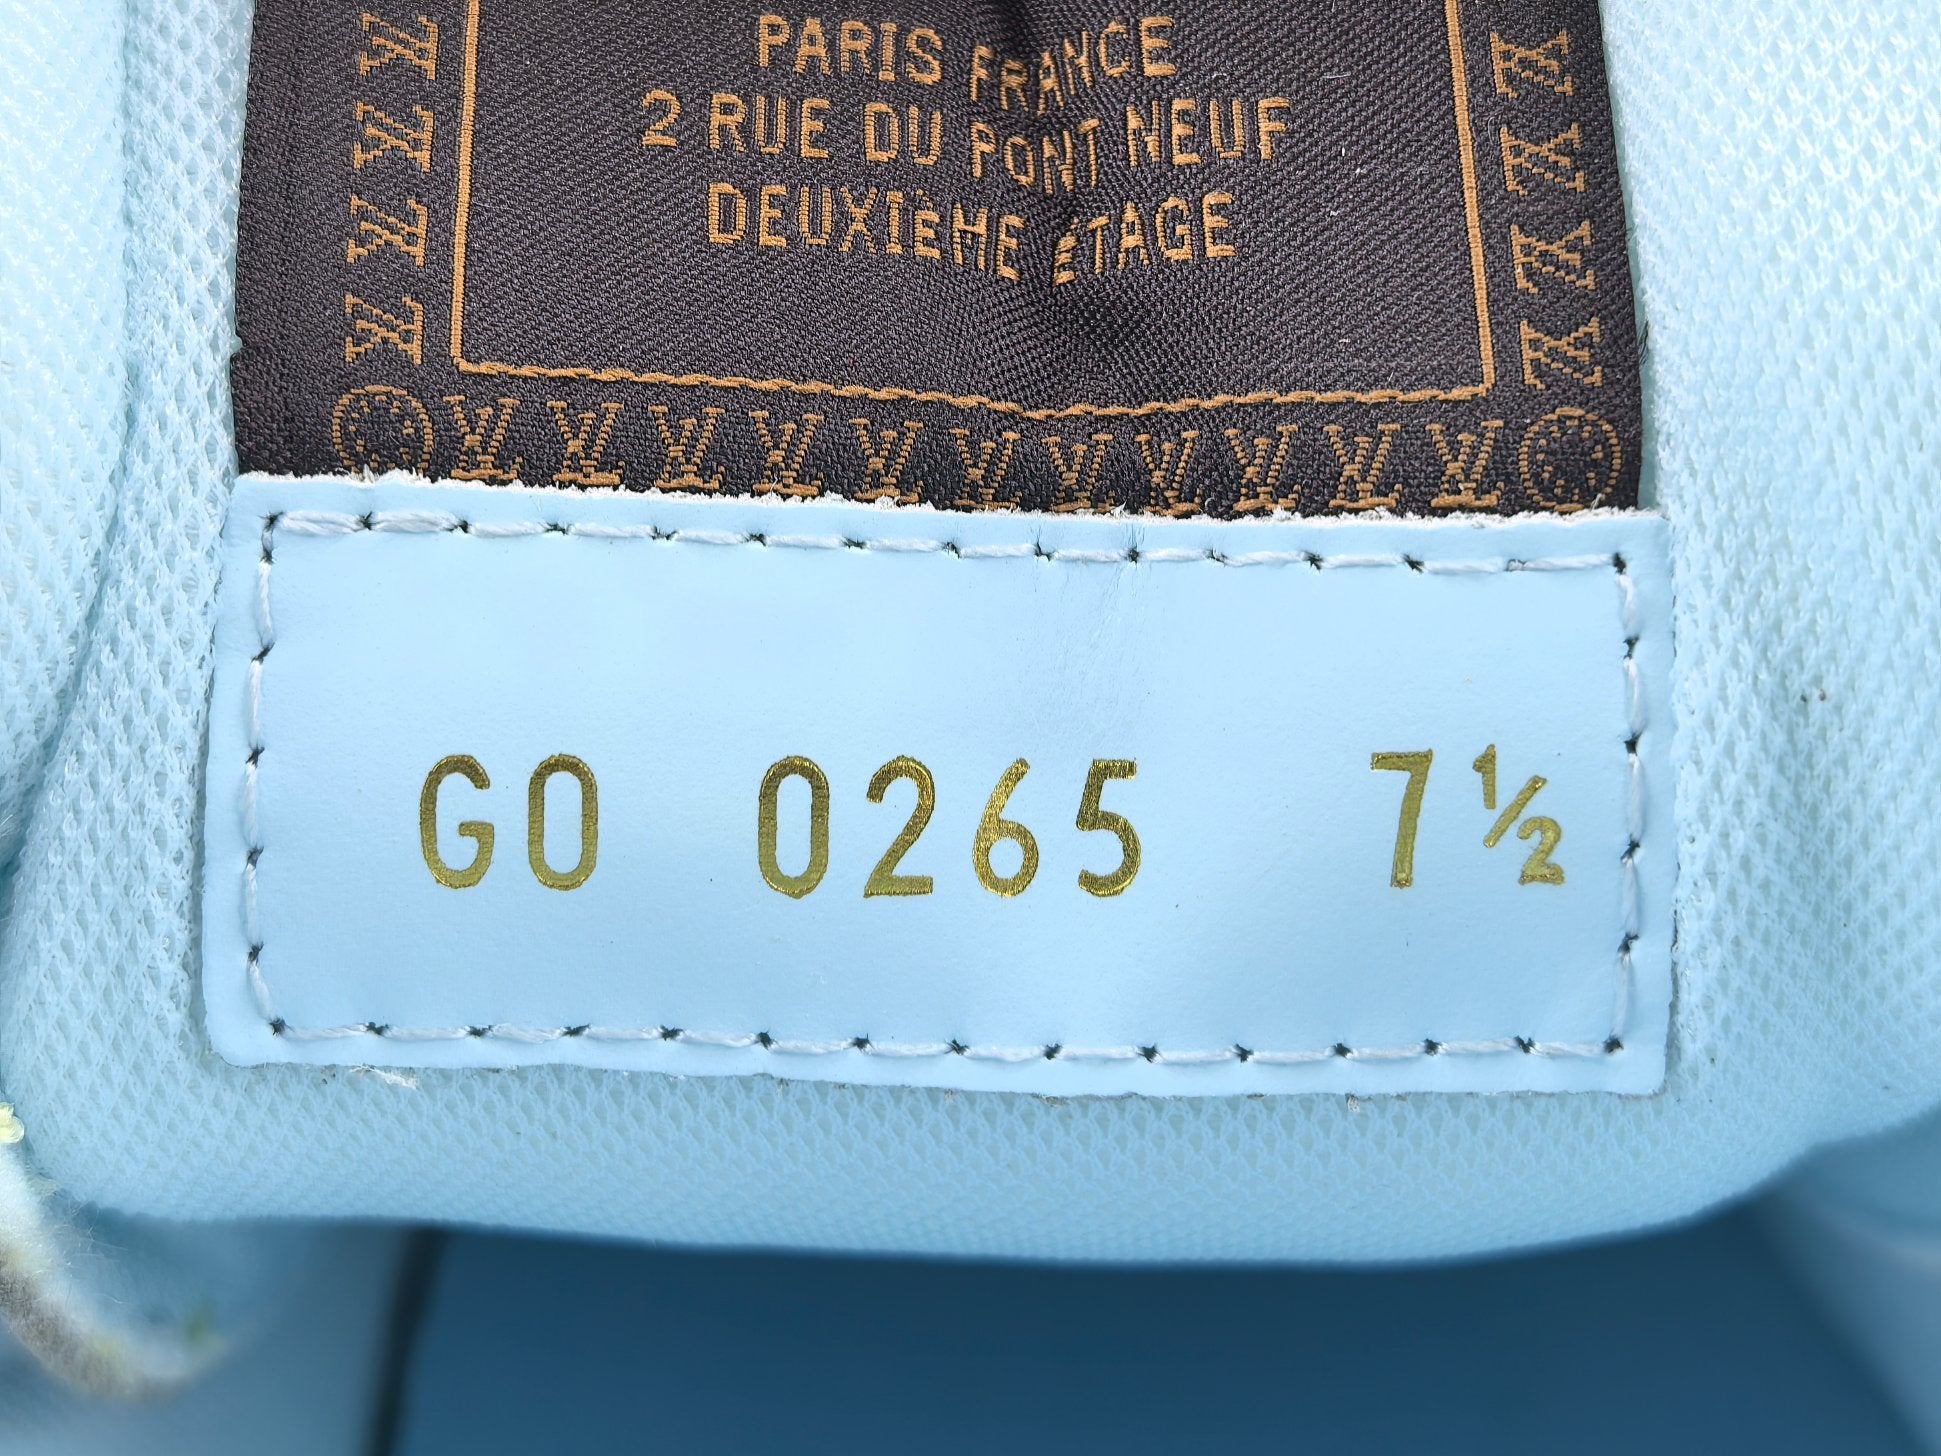 PARIS FRANCE
2 RUE DU PONT NEUF
DEUXIÈME ÉTAGE
GO 0265 7½